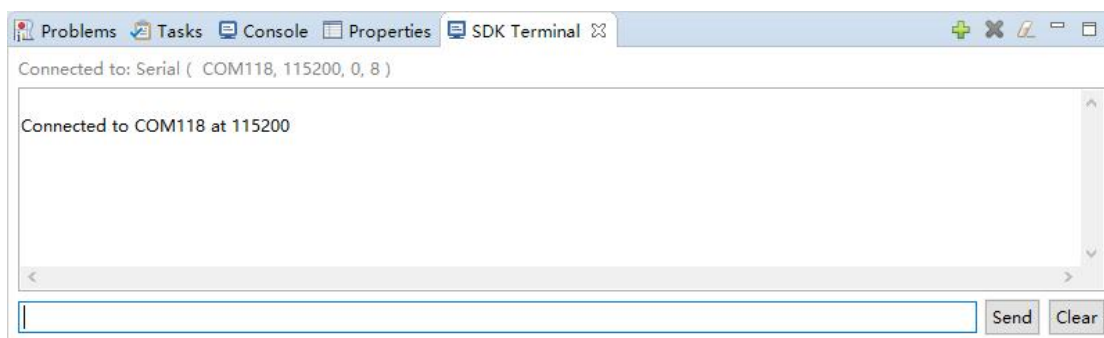 Problems Tasks Console Properties SDK Terminal
Connected to: Serial ( COM118, 115200, 0, 8 )
Connected to COM118 at 115200
Send Clear